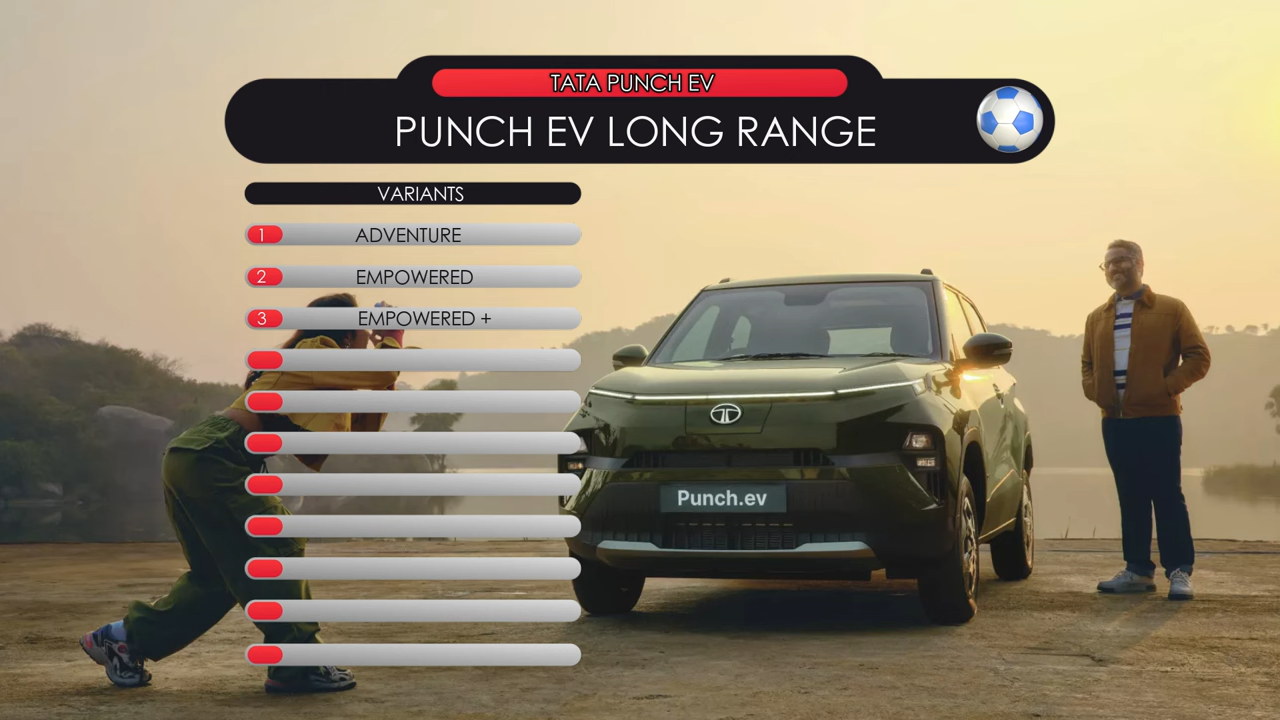 TATA PUNCH EV
PUNCH EV LONG RANGE
VARIANTS
1 ADVENTURE
2 EMPOWERED
3 EMPOWERED +
Punch.ev